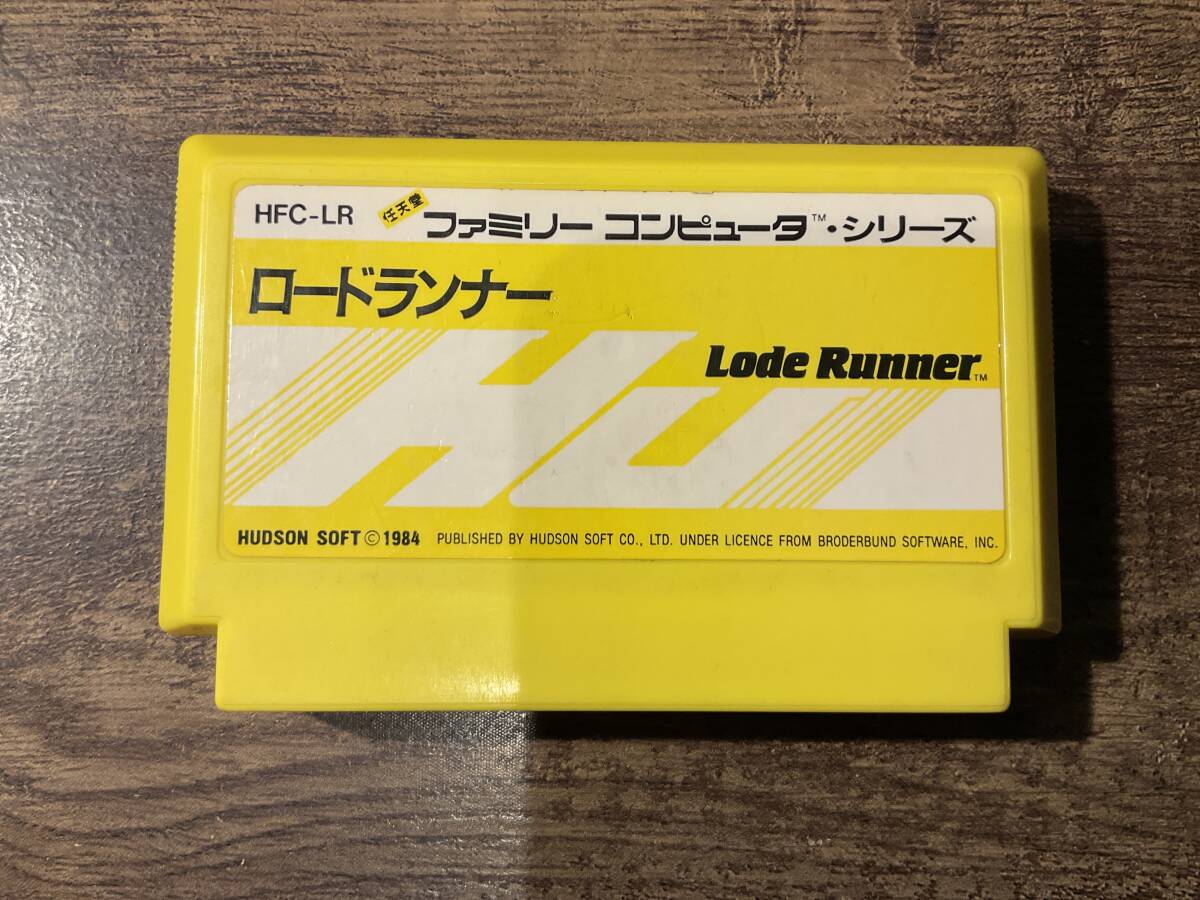 HFC-LR 任天堂 ファミリー コンピュータ™・シリーズ
ロードランナー
Lode Runner™
HU
HUDSON SOFT © 1984 PUBLISHED BY HUDSON SOFT CO., LTD. UNDER LICENCE FROM BRODERBUND SOFTWARE, INC.